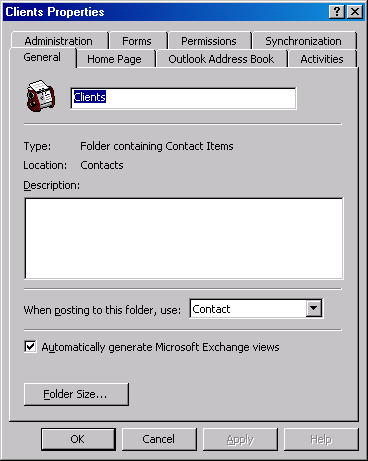 Clients Properties
Administration Forms Permissions Synchronization
General Home Page Outlook Address Book Activities
Clients
Type: Folder containing Contact Items
Location: Contacts
Description:
When posting to this folder, use: Contact
Automatically generate Microsoft Exchange views
Folder Size...
OK Cancel Apply Help